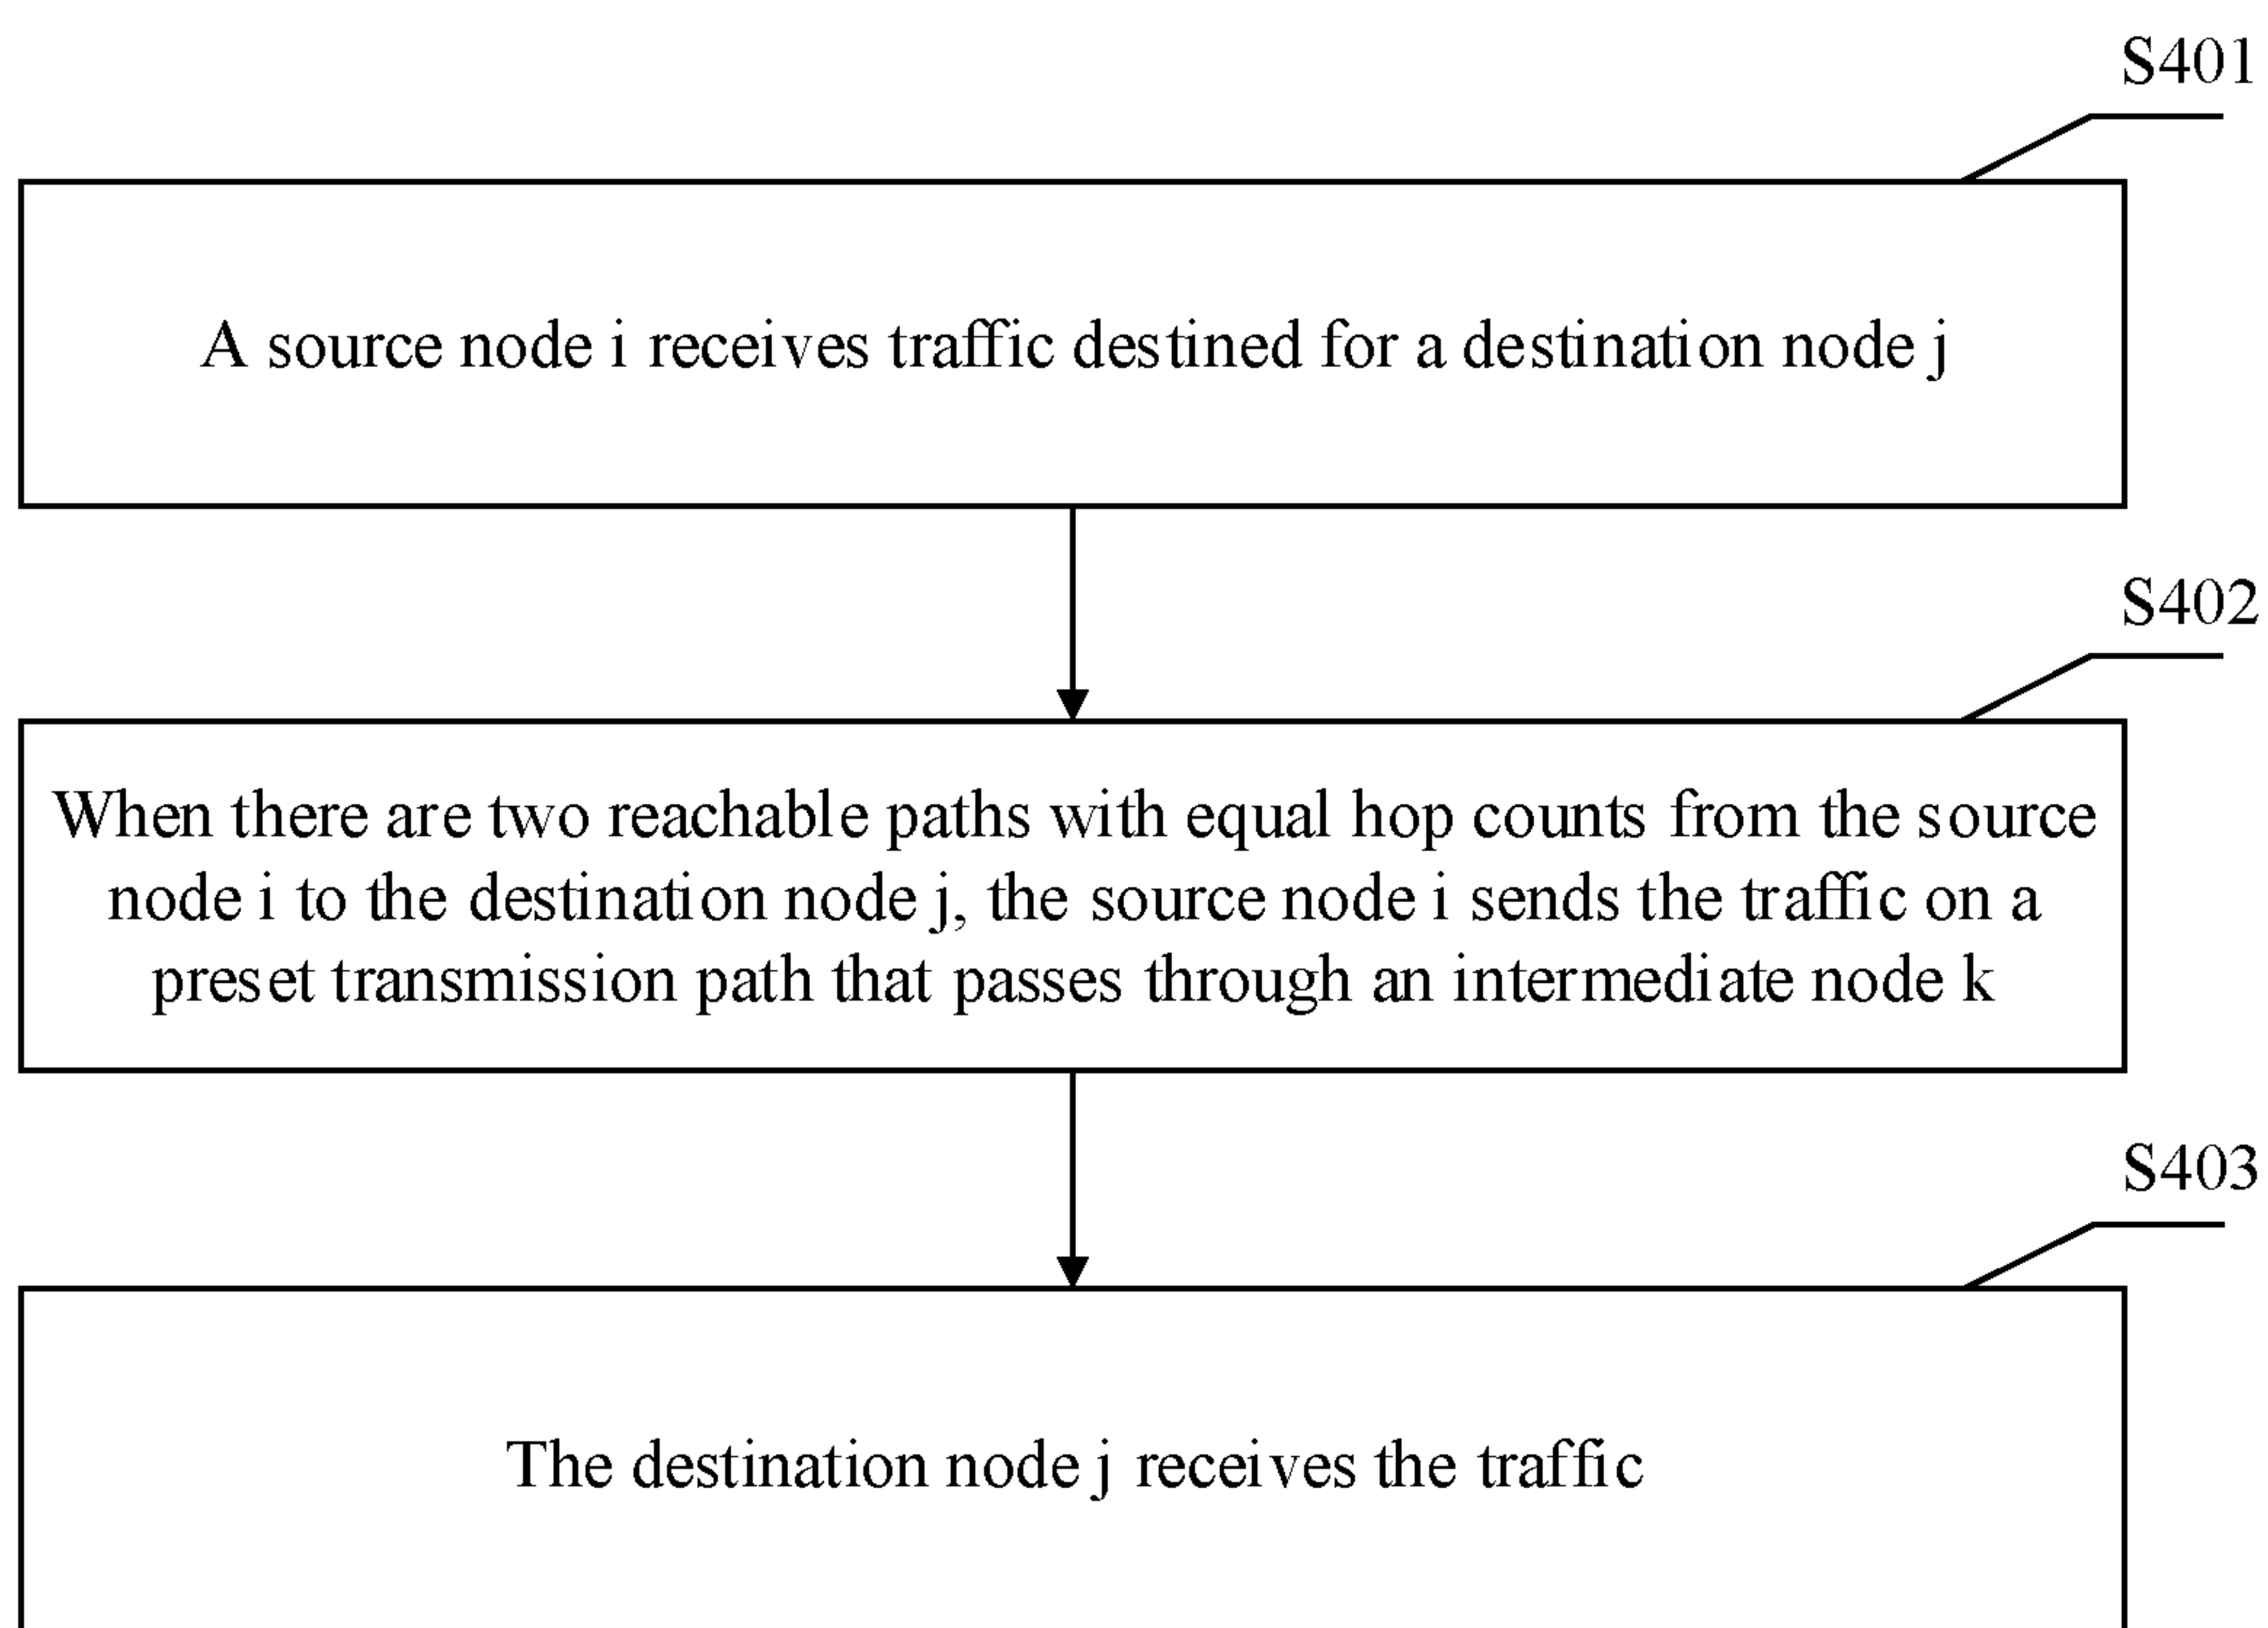 S401
A source node i receives traffic destined for a destination node j
S402
When there are two reachable paths with equal hop counts from the source
node i to the destination node j, the source node i sends the traffic on a
preset transmission path that passes through an intermediate node k
S403
The destination node j receives the traffic